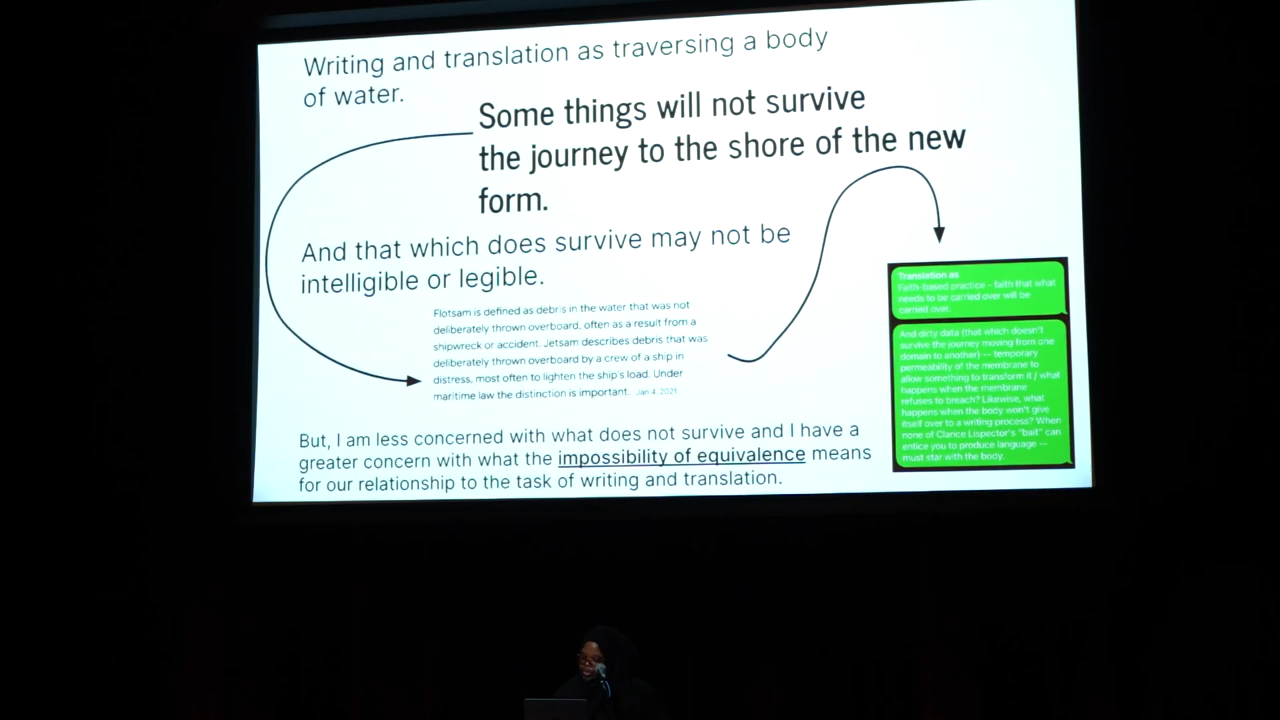 Writing and translation as traversing a body
of water.
Some things will not survive
the journey to the shore of the new
form.
And that which does survive may not be
intelligible or legible.
Flotsam is defined as debris in the water that was not
deliberately thrown overboard, often as a result from a
shipwreck or accident. Jetsam describes debris that was
deliberately thrown overboard by a crew of a ship in
distress, most often to lighten the ship's load. Under
maritime law the distinction is important. Jan 4, 2021
Translation as
Faith-based practice – faith that what
needs to be carried over will be
carried over.
And dirty data (that which doesn't
survive the journey moving from one
domain to another) — temporary
permeability of the membrane to
allow something to transform it / what
happens when the membrane
refuses to breach? Likewise, what
happens when the body won't give
itself over to a writing process? When
none of Clarice Lispector's "bait" can
entice you to produce language —
must star with the body.
But, I am less concerned with what does not survive and I have a
greater concern with what the impossibility of equivalence means
for our relationship to the task of writing and translation.